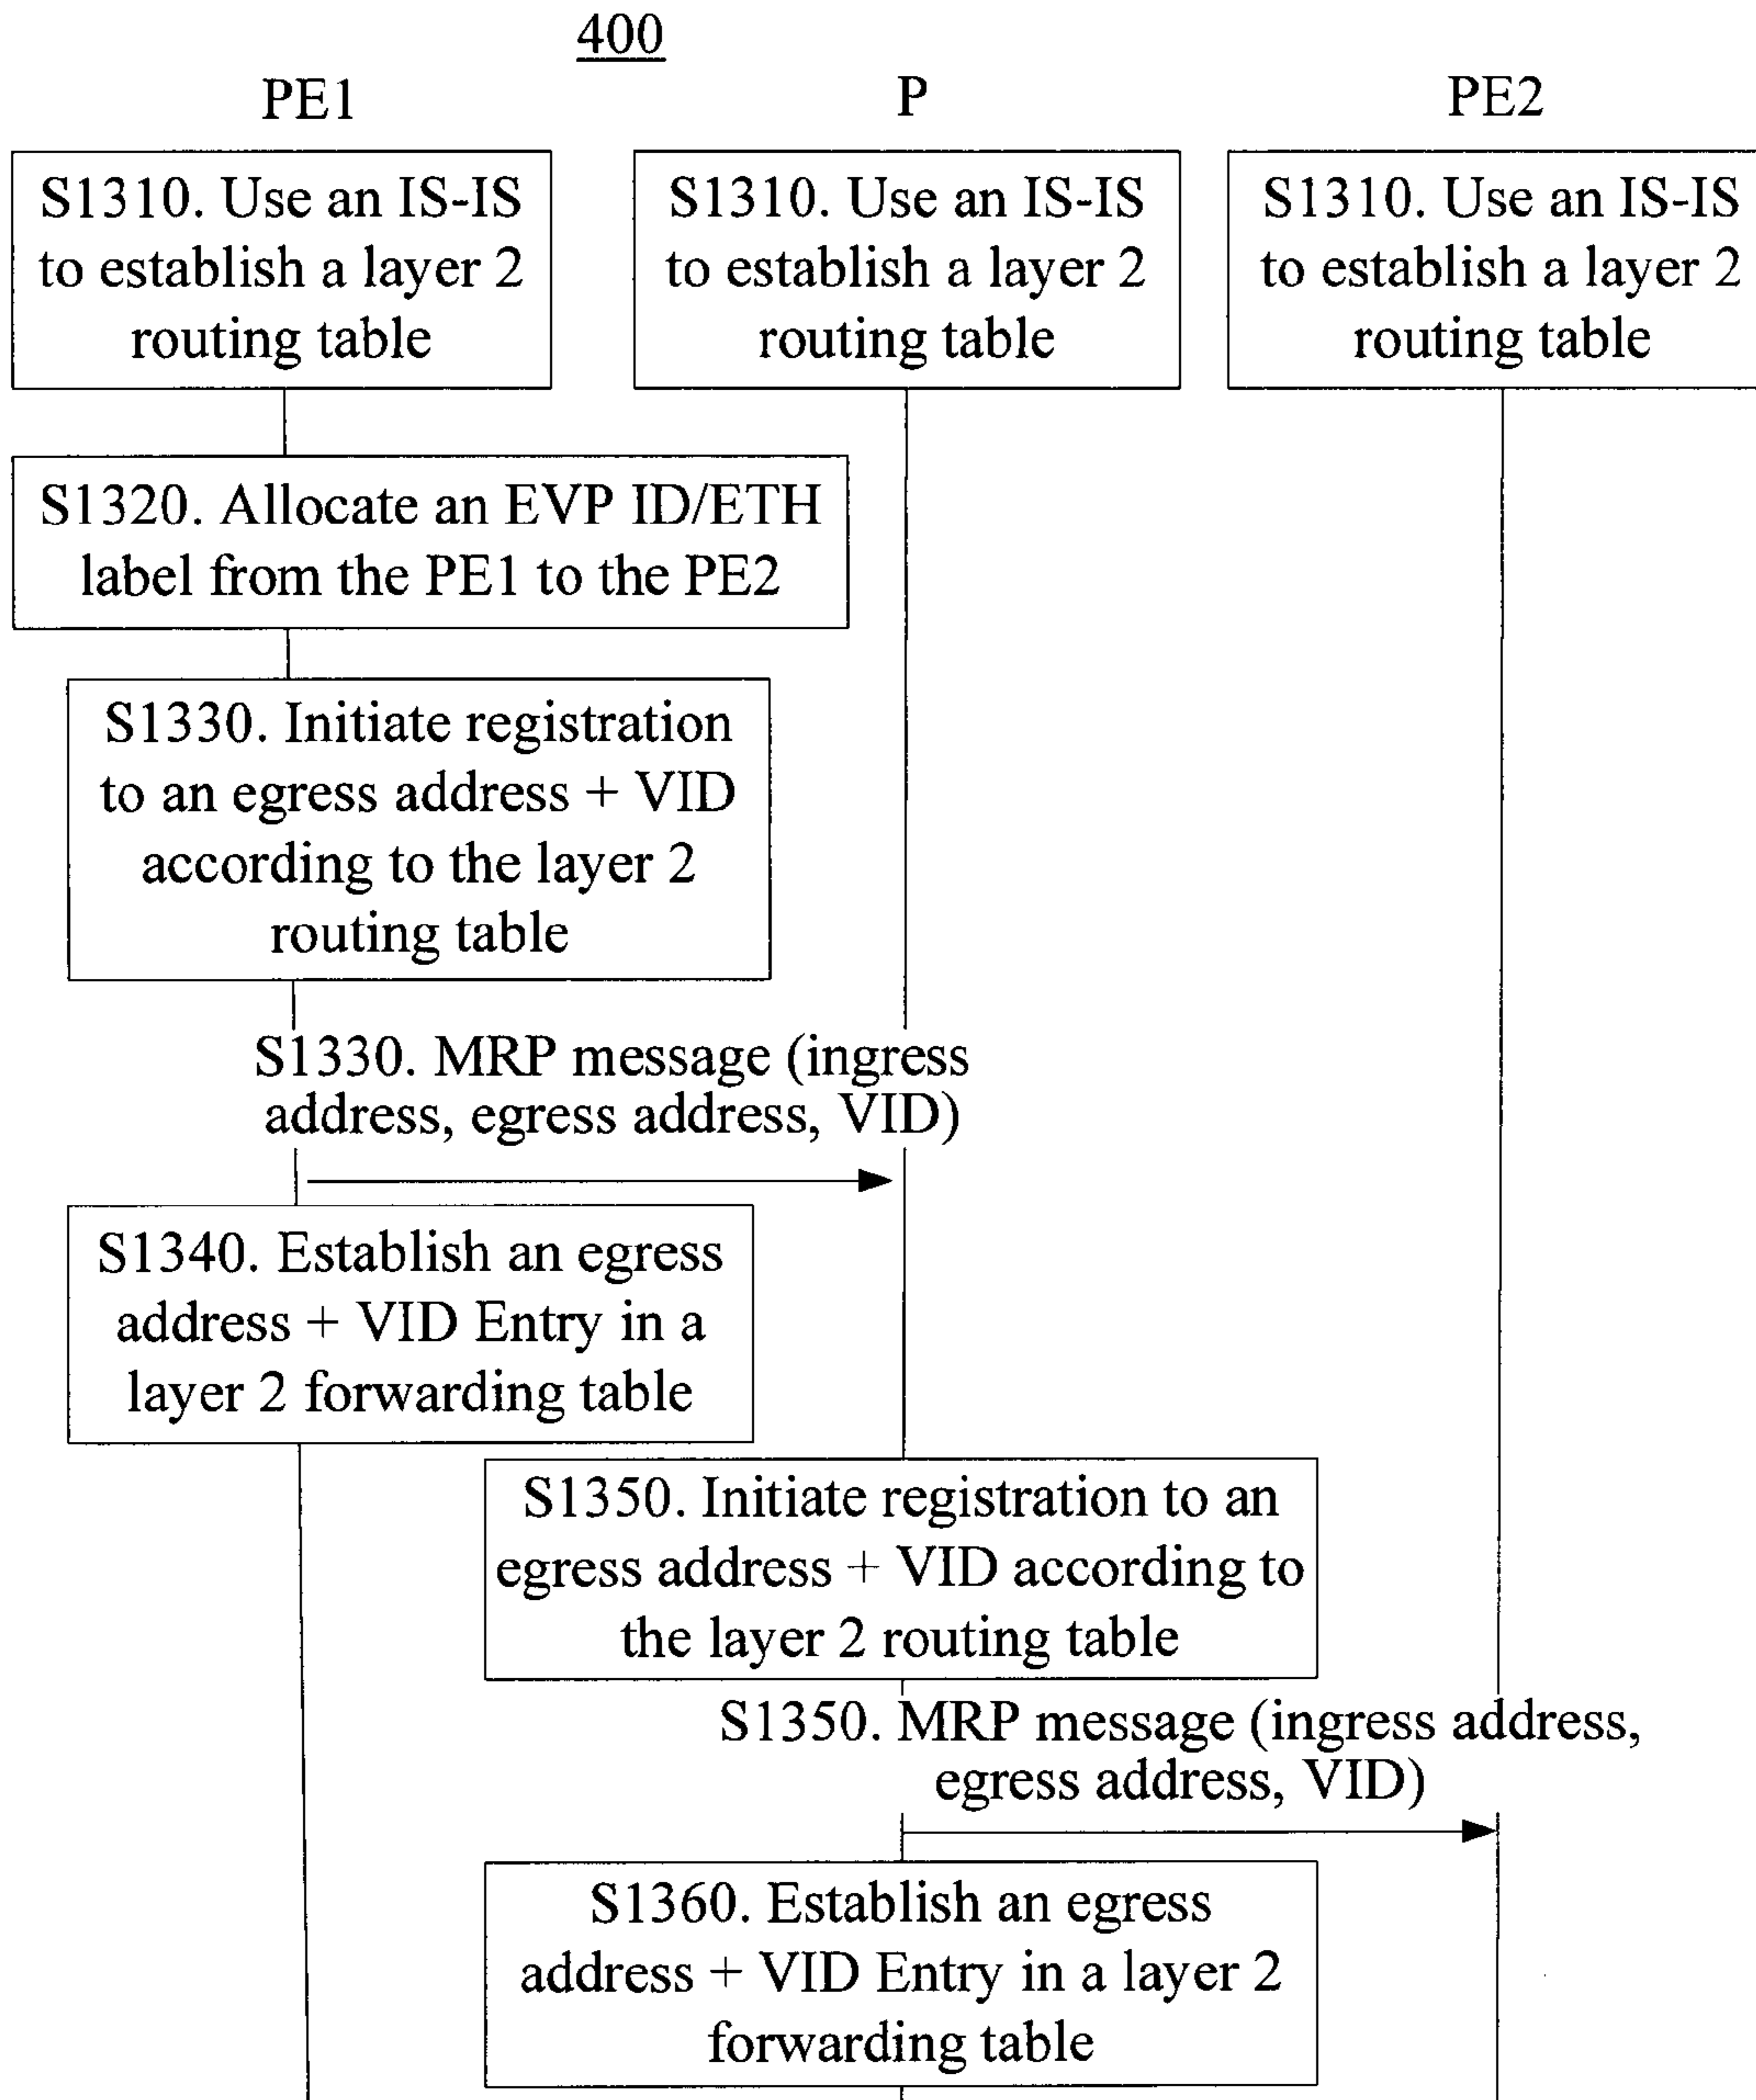 400
PE1
P
PE2
S1310. Use an IS-IS
to establish a layer 2
routing table
S1310. Use an IS-IS
to establish a layer 2
routing table
S1310. Use an IS-IS
to establish a layer 2
routing table
S1320. Allocate an EVP ID/ETH
label from the PE1 to the PE2
S1330. Initiate registration
to an egress address + VID
according to the layer 2
routing table
S1330. MRP message (ingress
address, egress address, VID)
S1340. Establish an egress
address + VID Entry in a
layer 2 forwarding table
S1350. Initiate registration to an
egress address + VID according to
the layer 2 routing table
S1350. MRP message (ingress address,
egress address, VID)
S1360. Establish an egress
address + VID Entry in a layer 2
forwarding table